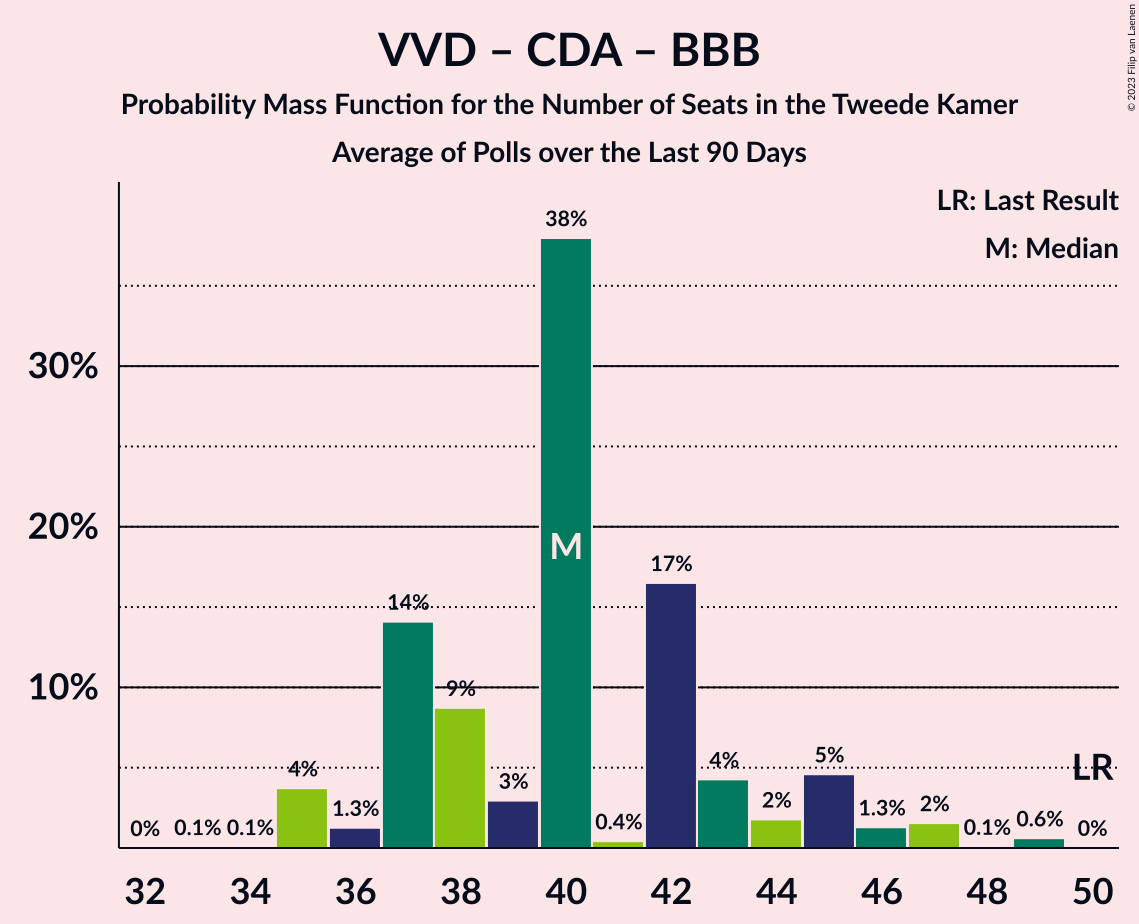 VVD – CDA – BBB
Probability Mass Function for the Number of Seats in the Tweede Kamer
Average of Polls over the Last 90 Days
© 2023 Filip van Laenen
LR: Last Result
M: Median
38%
30%
M
20%
17%
14%
10%
9%
4%
1.3%
3%
0%
0.1%
0.1%
0.4%
4%
2%
5%
1.3%
2%
0.1%
0.6%
0%
LR
32 34 36 38 40 42 44 46 48 50